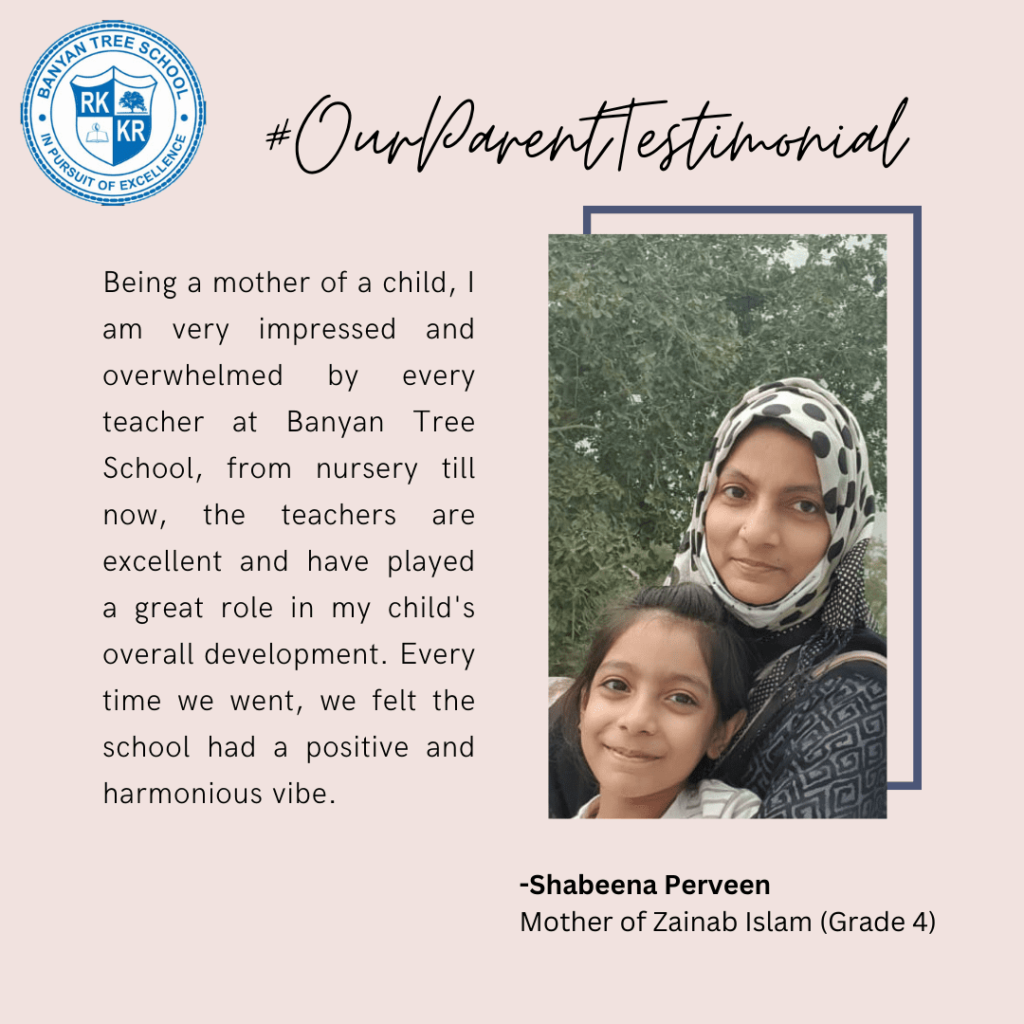 BANYAN TREE SCHOOL
RK
KR
IN PURSUIT OF EXCELLENCE
#OurParentTestimonial
Being a mother of a child, I
am very impressed and
overwhelmed by every
teacher at Banyan Tree
School, from nursery till
now, the teachers are
excellent and have played
a great role in my child's
overall development. Every
time we went, we felt the
school had a positive and
harmonious vibe.
-Shabeena Perveen
Mother of Zainab Islam (Grade 4)